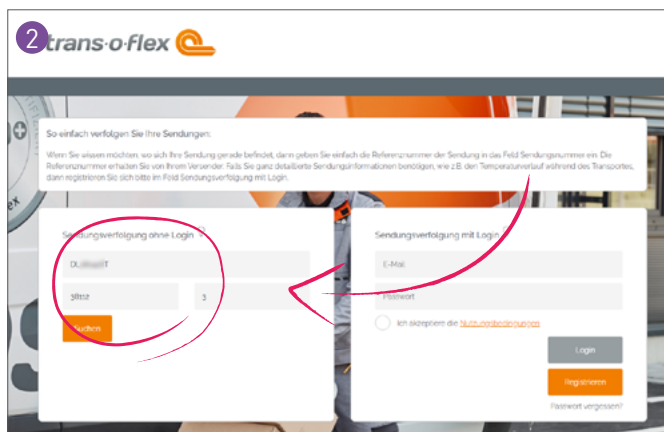 2
trans·o·flex
So einfach verfolgen Sie Ihre Sendungen:
Wenn Sie wissen möchten, wo sich Ihre Sendung gerade befindet, dann geben Sie einfach die Referenznummer der Sendung in das Feld Sendungsnummer ein. Die
Referenznummer erhalten Sie von Ihrem Versender. Falls Sie ganz detaillierte Sendungsinformationen benötigen, wie z.B. den Temperaturverlauf während des Transportes,
dann registrieren Sie sich bitte im Feld Sendungsverfolgung mit Login.
Sendungsverfolgung ohne Login
38112
3
Suchen
Sendungsverfolgung mit Login
E-Mail
Passwort
Ich akzeptiere die Nutzungsbedingungen
Login
Registrieren
Passwort vergessen?